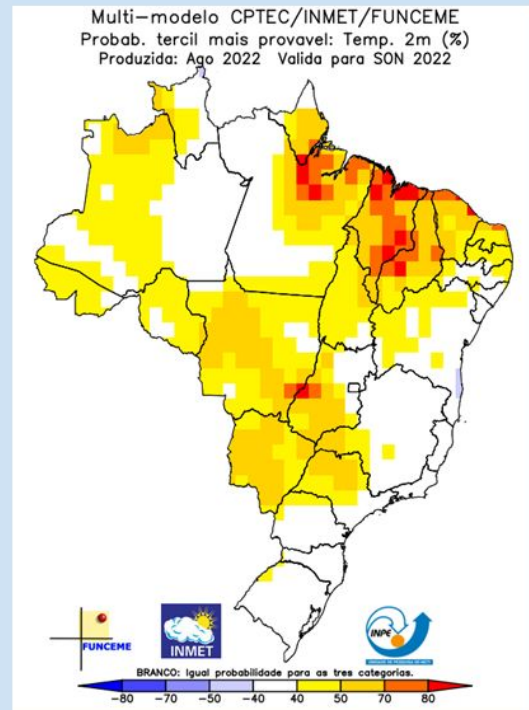 Multi-modelo CPTEC/INMET/FUNCEME
Probab. tercil mais provavel: Temp. 2m (%)
Produzida: Ago 2022 Valida para SON 2022
FUNCEME
INMET
INPE
BRANCO: Igual probabilidade para as tres categorias.
-80 -70 -50 -40 40 50 60 70 80